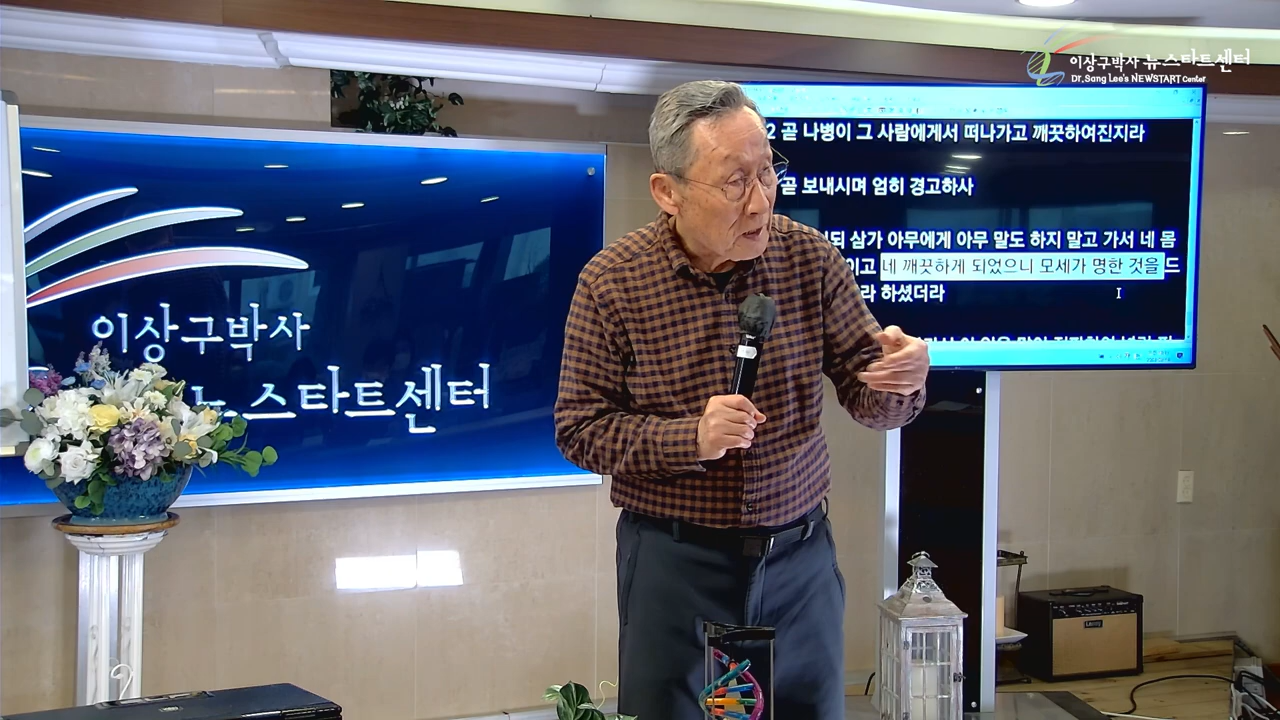 이상구박사 뉴스타트센터
Dr. Sang Lee's NEWSTART Center
이상구박사
뉴스타트센터
2 곧 나병이 그 사람에게서 떠나가고 깨끗하여진지라
곧 보내시며 엄히 경고하사
되 삼가 아무에게 아무 말도 하지 말고 가서 네 몸
이고 네 깨끗하게 되었으니 모세가 명한 것을 드
라 하셨더라
Laney